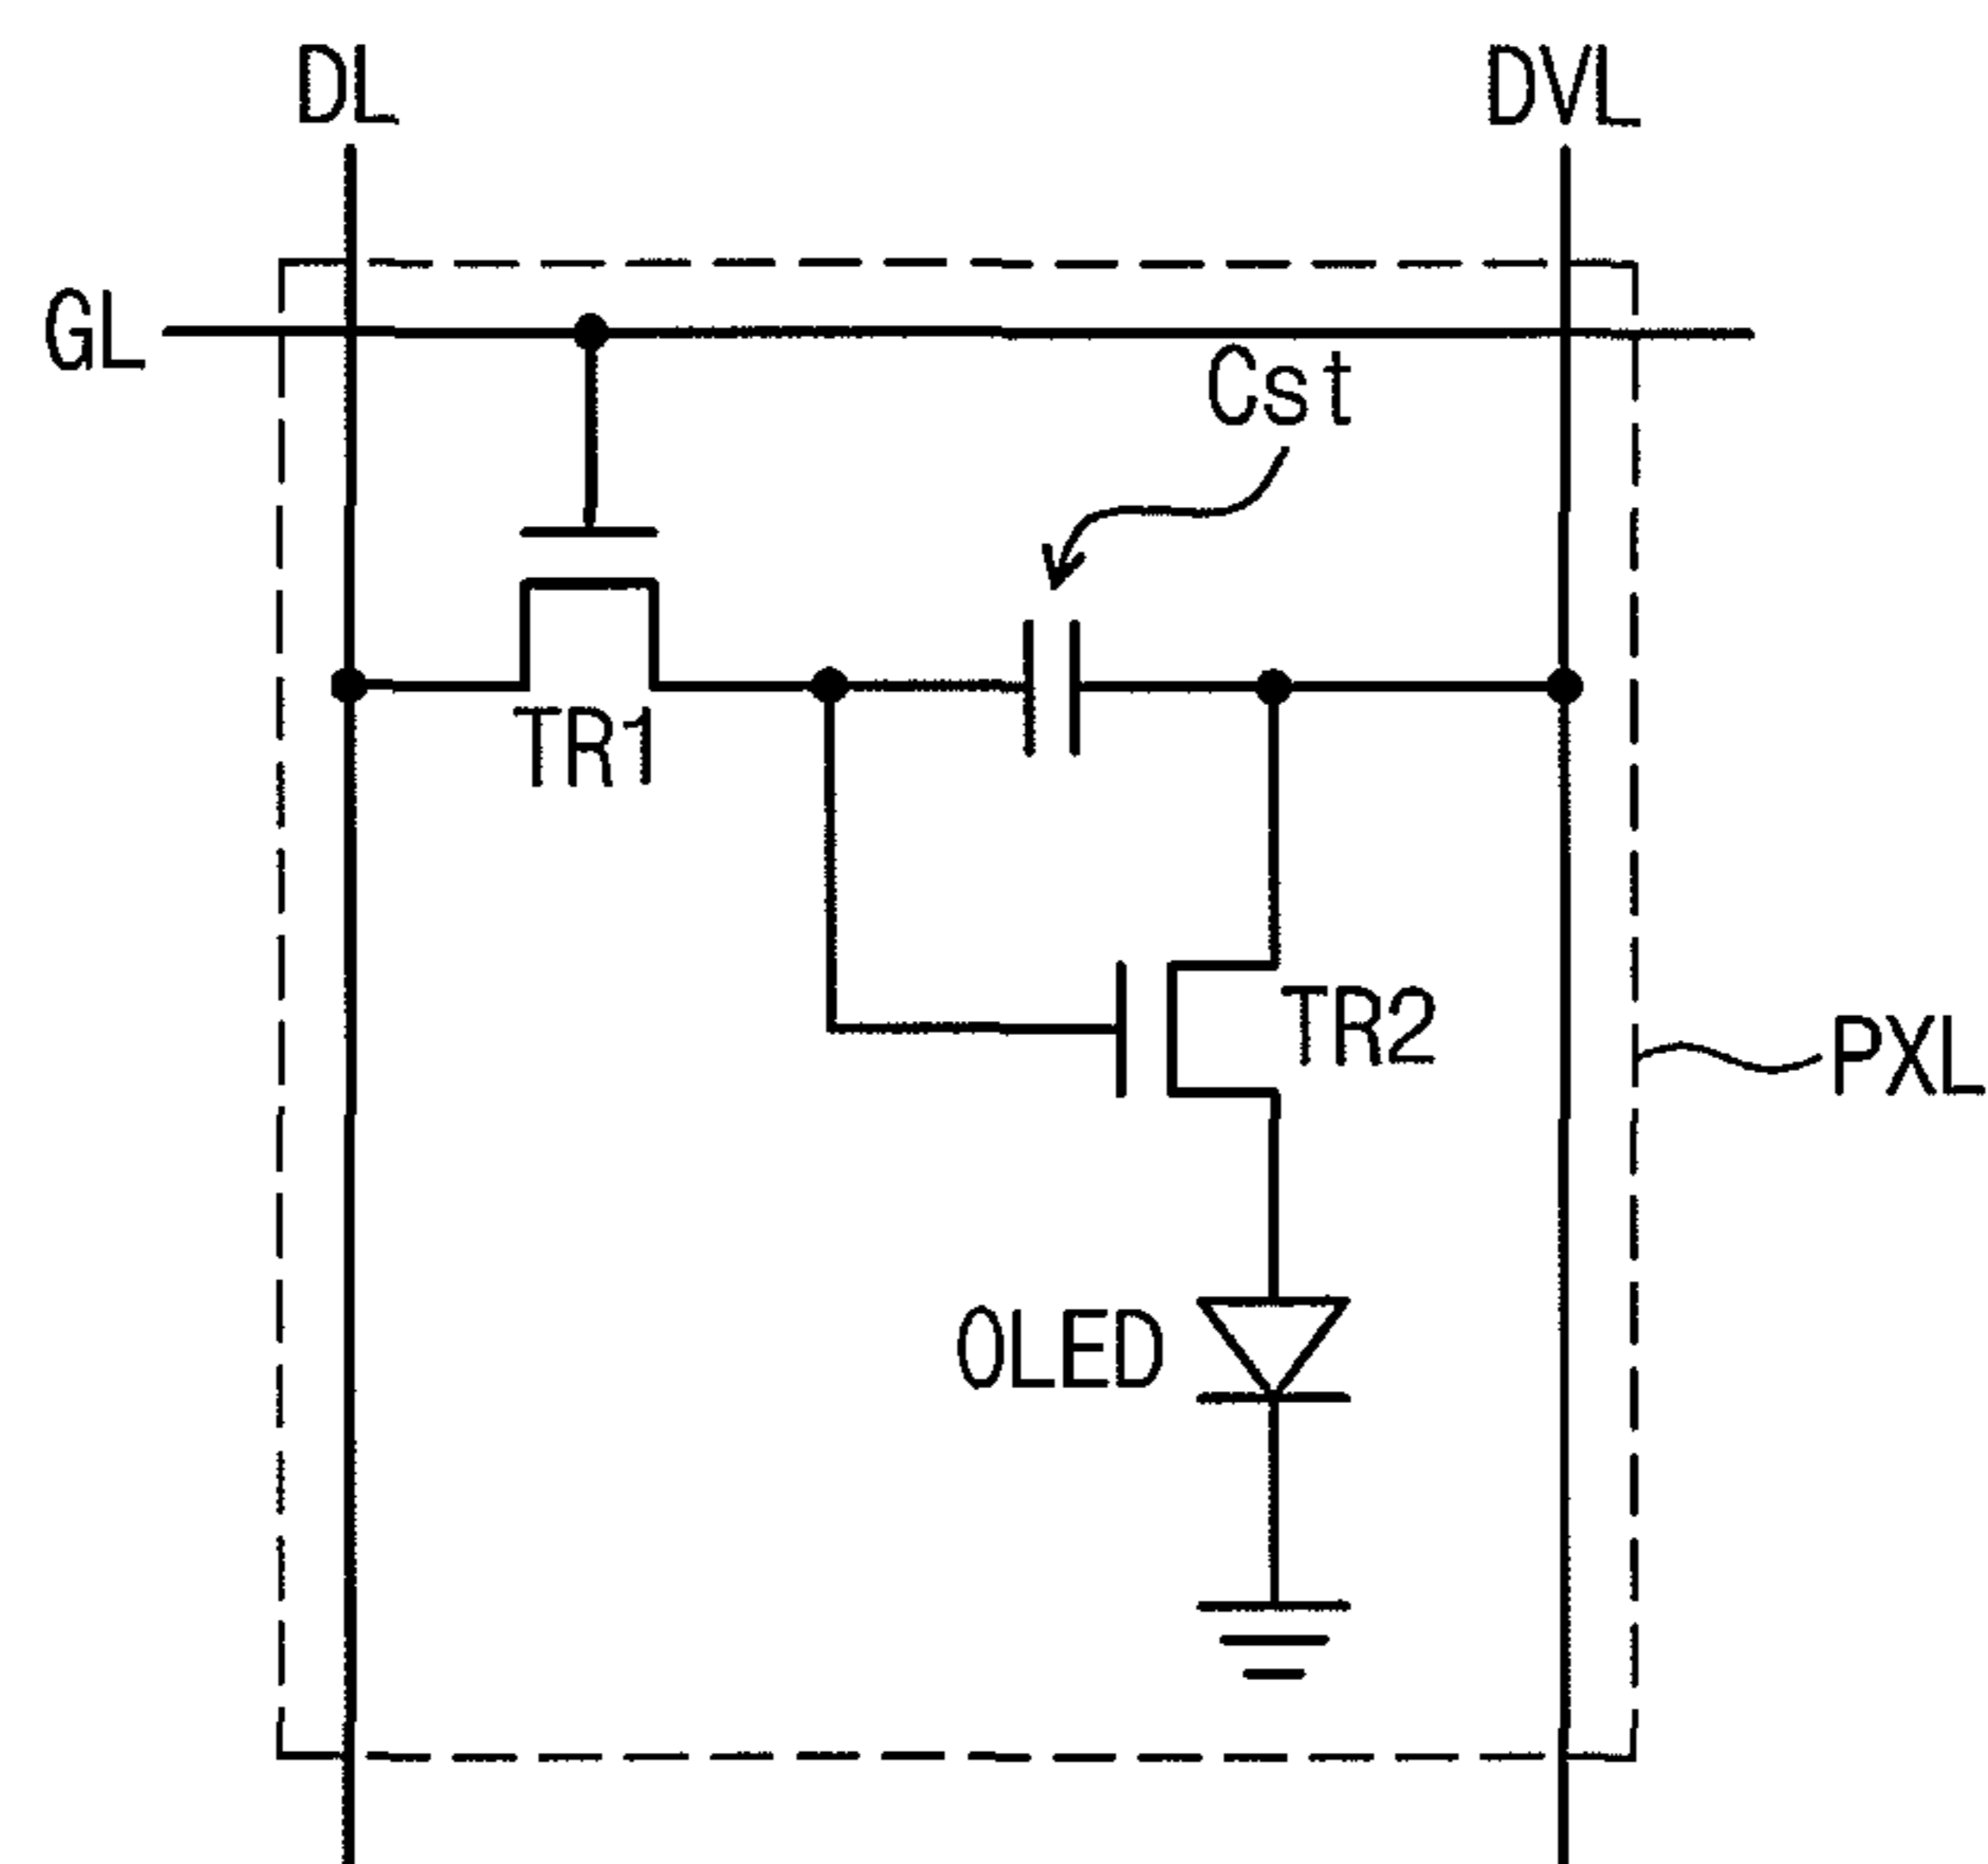 DL
DVL
GL
Cst
TR1
TR2
PXL
OLED